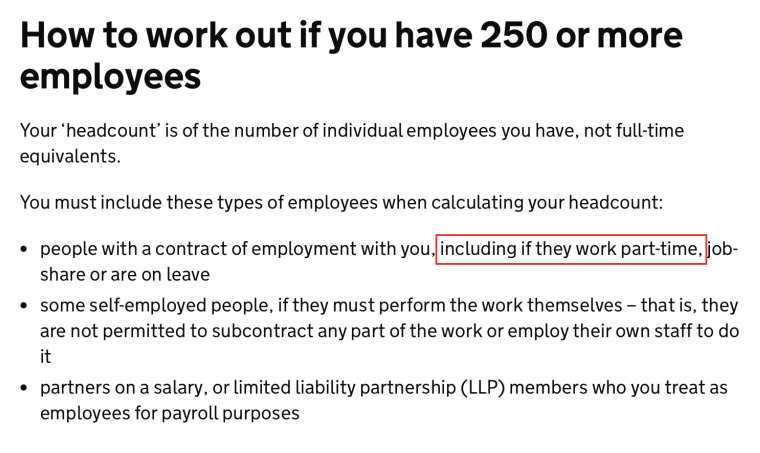 How to work out if you have 250 or more
employees
Your ‘headcount’ is of the number of individual employees you have, not full-time
equivalents.
You must include these types of employees when calculating your headcount:
• people with a contract of employment with you, including if they work part-time, job-
share or are on leave
• some self-employed people, if they must perform the work themselves – that is, they
are not permitted to subcontract any part of the work or employ their own staff to do
it
• partners on a salary, or limited liability partnership (LLP) members who you treat as
employees for payroll purposes